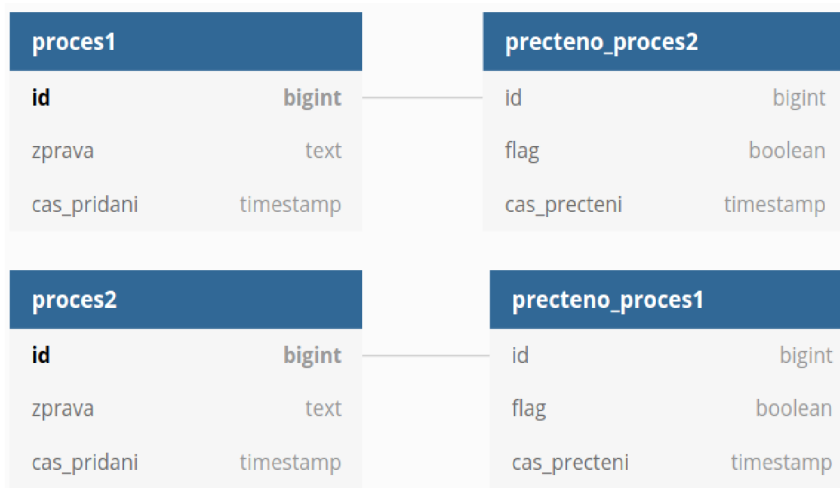 proces1
id bigint
zprava text
cas_pridani timestamp
precteno_proces2
id bigint
flag boolean
cas_precteni timestamp
proces2
id bigint
zprava text
cas_pridani timestamp
precteno_proces1
id bigint
flag boolean
cas_precteni timestamp